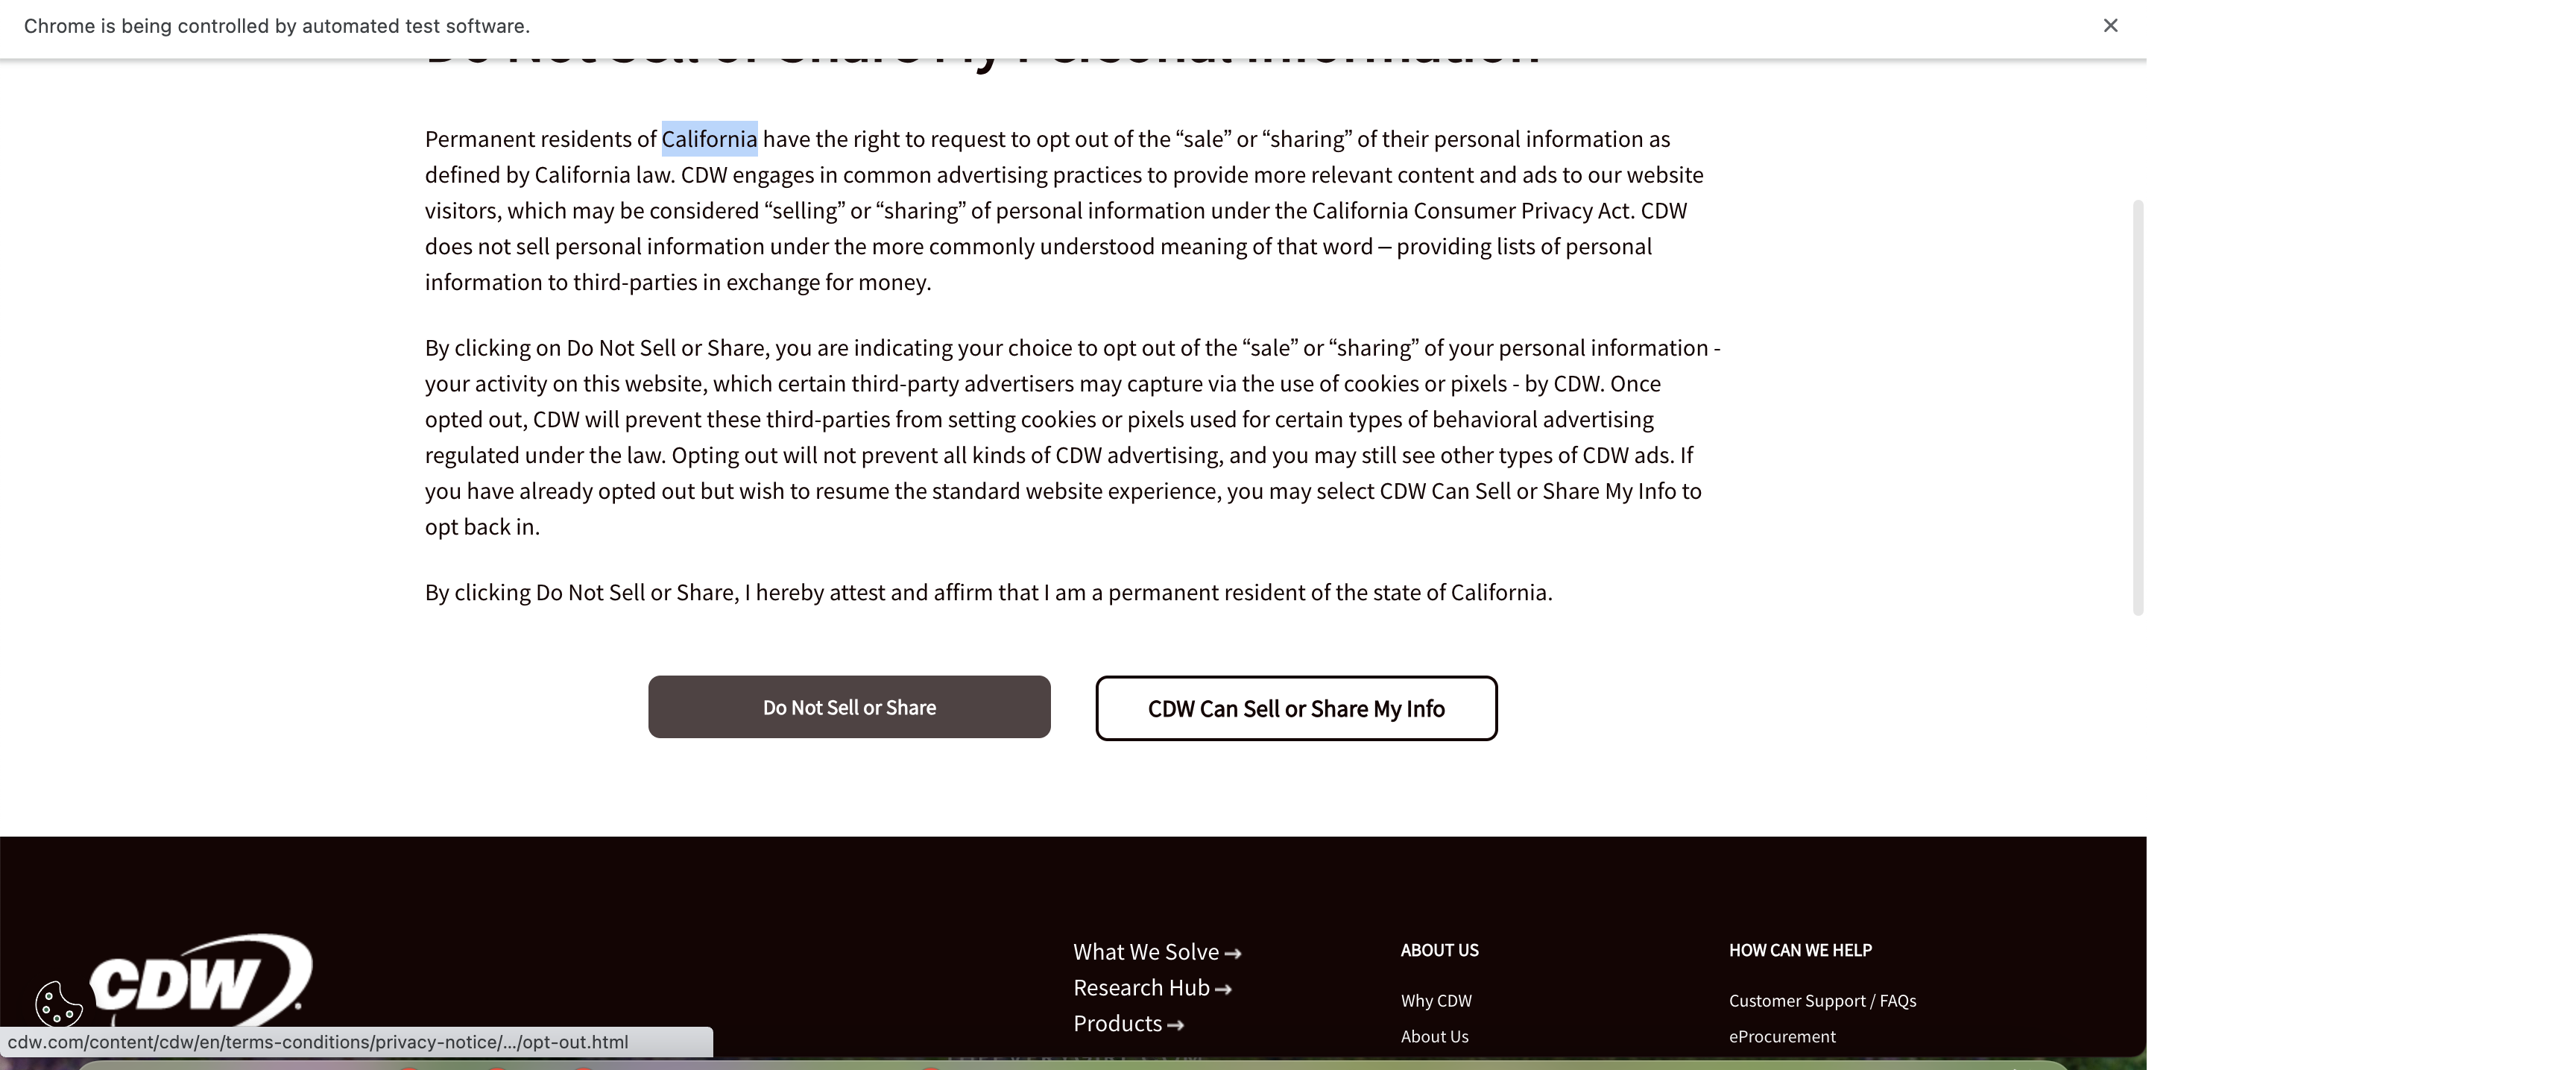 Chrome is being controlled by automated test software.
Do Not Sell or Share My Personal Information
Permanent residents of California have the right to request to opt out of the “sale” or “sharing” of their personal information as
defined by California law. CDW engages in common advertising practices to provide more relevant content and ads to our website
visitors, which may be considered “selling” or “sharing” of personal information under the California Consumer Privacy Act. CDW
does not sell personal information under the more commonly understood meaning of that word – providing lists of personal
information to third-parties in exchange for money.
By clicking on Do Not Sell or Share, you are indicating your choice to opt out of the “sale” or “sharing” of your personal information -
your activity on this website, which certain third-party advertisers may capture via the use of cookies or pixels - by CDW. Once
opted out, CDW will prevent these third-parties from setting cookies or pixels used for certain types of behavioral advertising
regulated under the law. Opting out will not prevent all kinds of CDW advertising, and you may still see other types of CDW ads. If
you have already opted out but wish to resume the standard website experience, you may select CDW Can Sell or Share My Info to
opt back in.
By clicking Do Not Sell or Share, I hereby attest and affirm that I am a permanent resident of the state of California.
Do Not Sell or Share
CDW Can Sell or Share My Info
CDW
What We Solve →
Research Hub →
Products →
ABOUT US
Why CDW
About Us
HOW CAN WE HELP
Customer Support / FAQs
eProcurement
cdw.com/content/cdw/en/terms-conditions/privacy-notice/.../opt-out.html